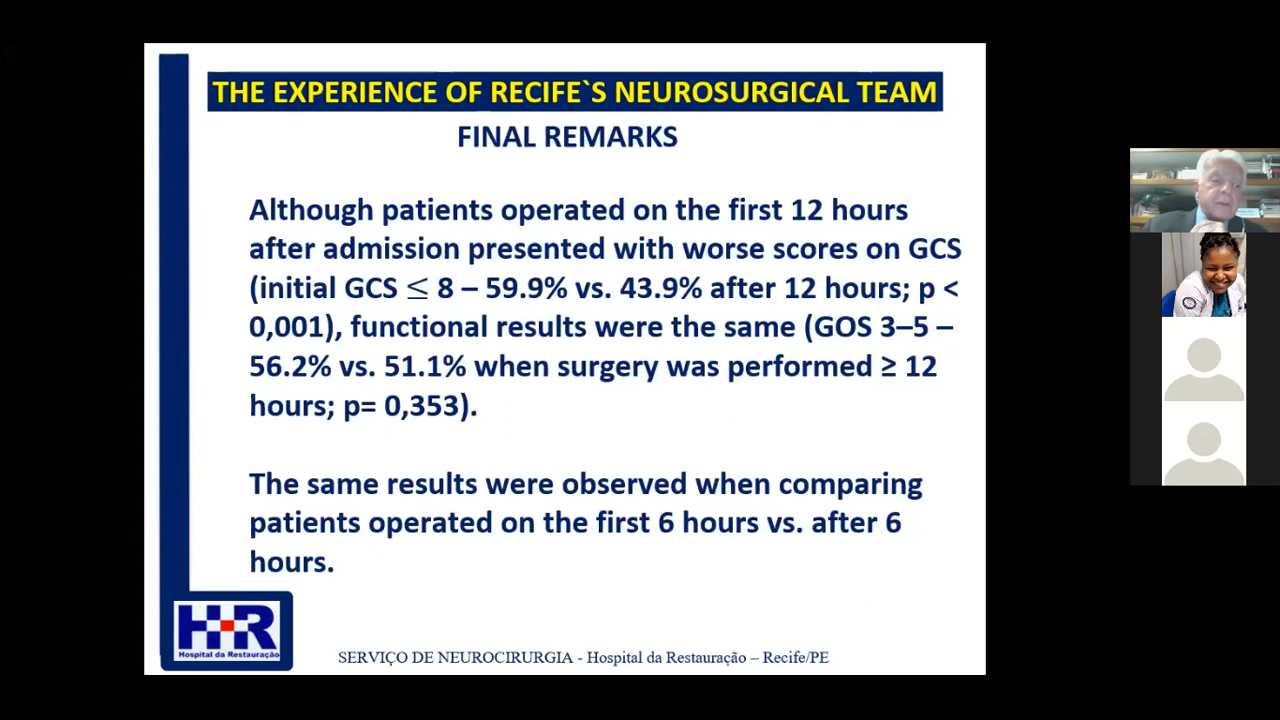 THE EXPERIENCE OF RECIFE`S NEUROSURGICAL TEAM
FINAL REMARKS
Although patients operated on the first 12 hours
after admission presented with worse scores on GCS
(initial GCS ≤ 8 – 59.9% vs. 43.9% after 12 hours; p <
0,001), functional results were the same (GOS 3–5 –
56.2% vs. 51.1% when surgery was performed ≥ 12
hours; p= 0,353).
The same results were observed when comparing
patients operated on the first 6 hours vs. after 6
hours.
HR
Hospital da Restauração
SERVIÇO DE NEUROCIRURGIA - Hospital da Restauração – Recife/PE